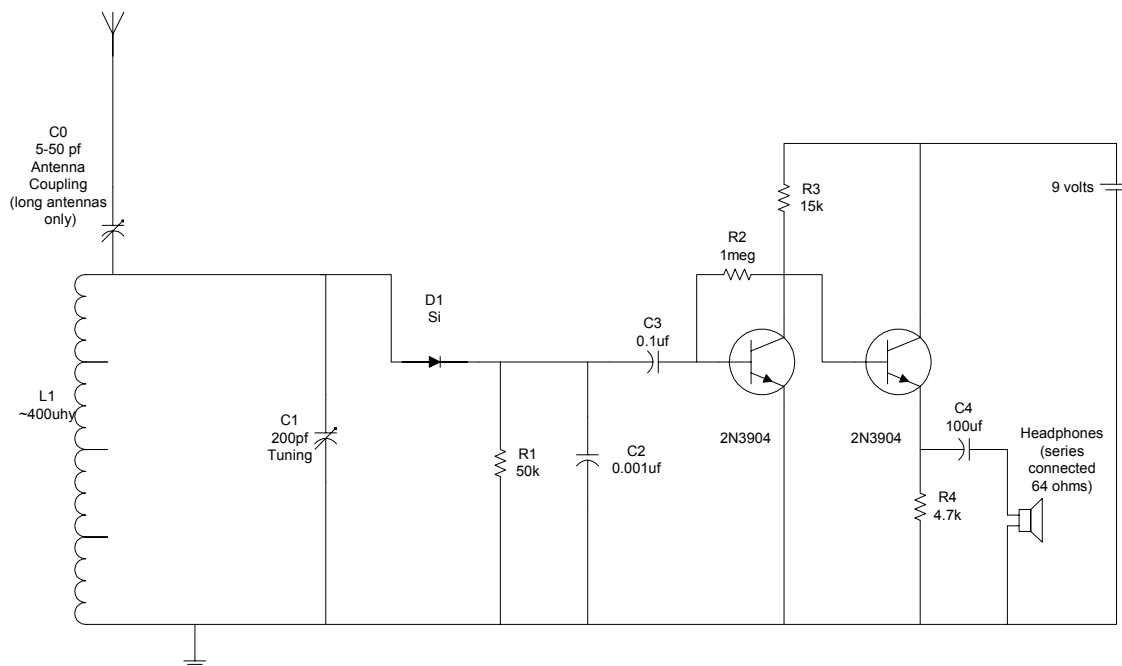 C0
5-50 pf
Antenna
Coupling
(long antennas
only)
R3
15k
9 volts
R2
1meg
D1
Si
C3
0.1uf
L1
~400uhy
C1
200pf
Tuning
R1
50k
C2
0.001uf
2N3904
2N3904
C4
100uf
Headphones
(series
connected
64 ohms)
R4
4.7k